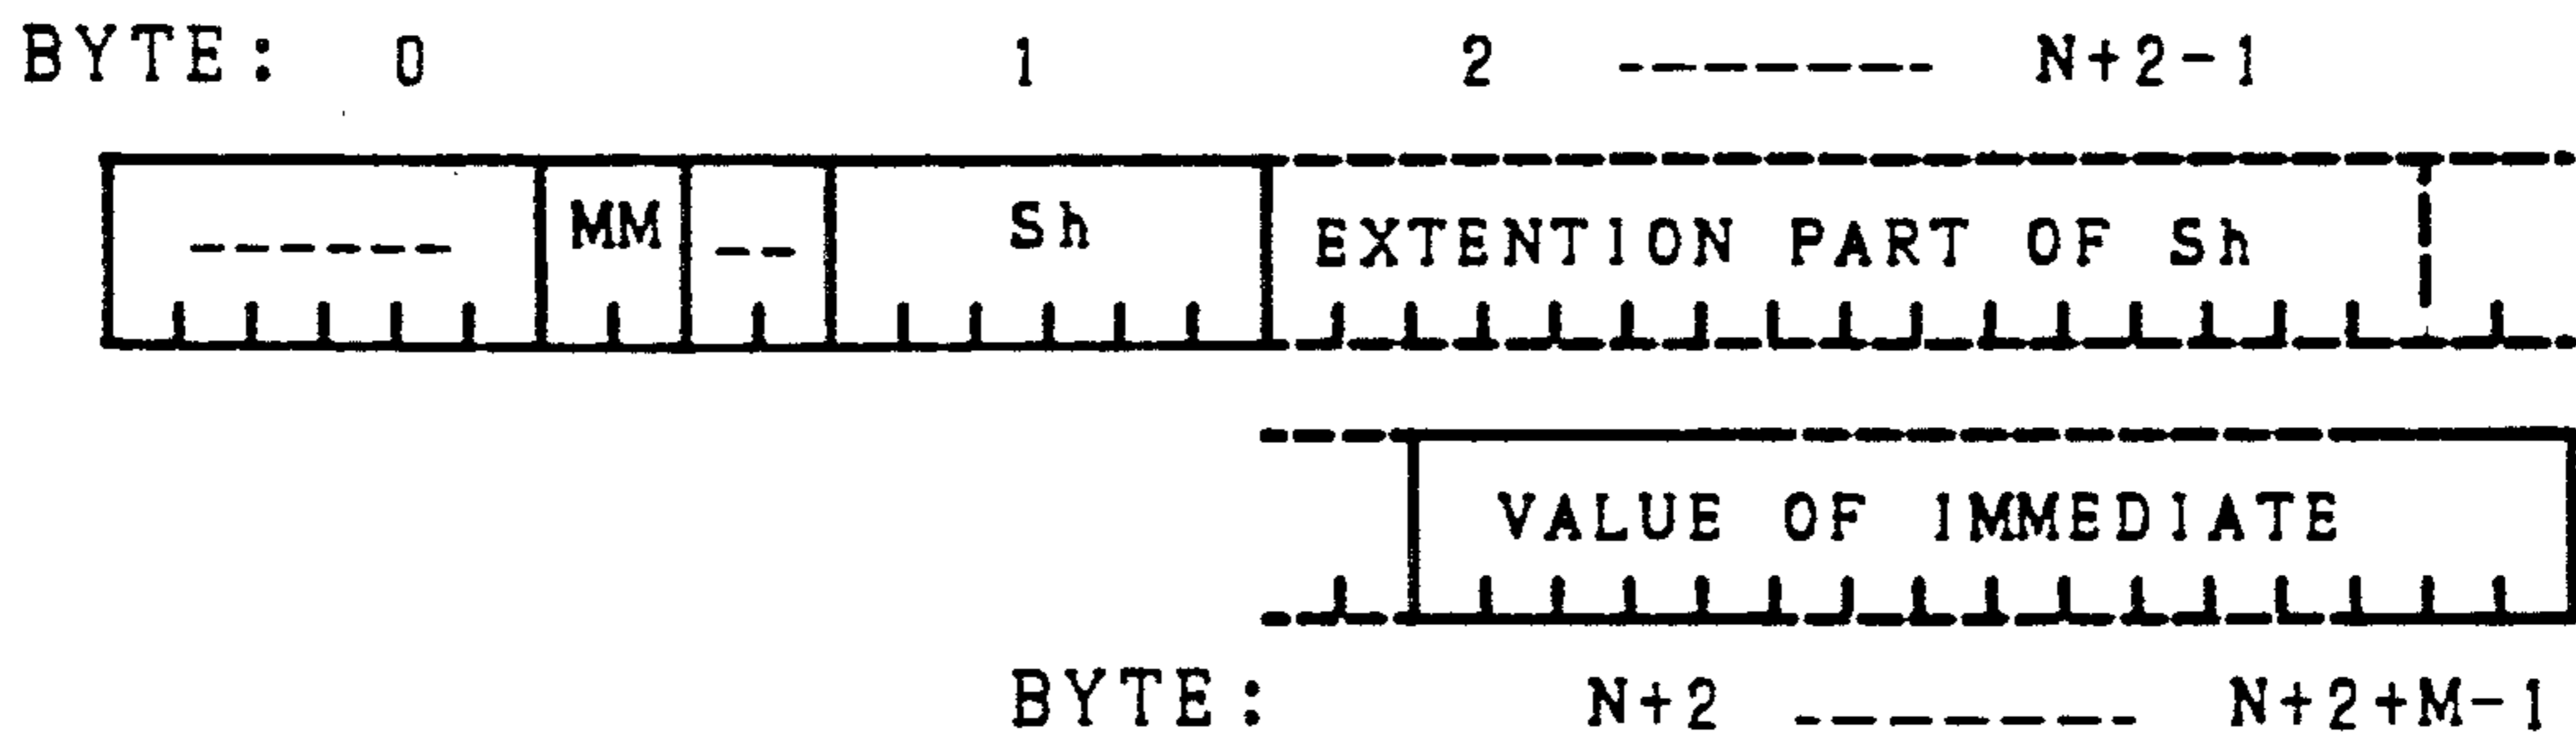 BYTE: 0 1 2 ------- N+2-1
------ MM -- Sh EXTENTION PART OF Sh
VALUE OF IMMEDIATE
BYTE: N+2 ------- N+2+M-1